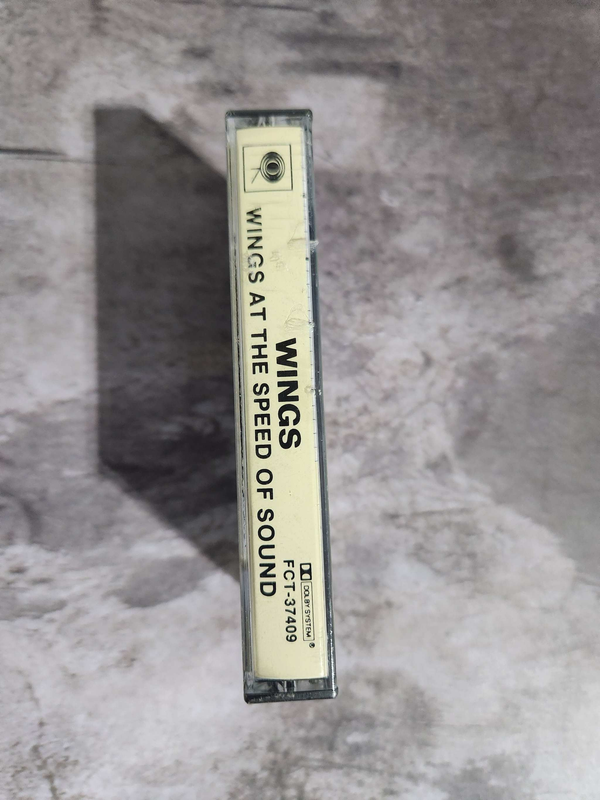 WINGS
WINGS AT THE SPEED OF SOUND
DOLBY SYSTEM
FCT-37409